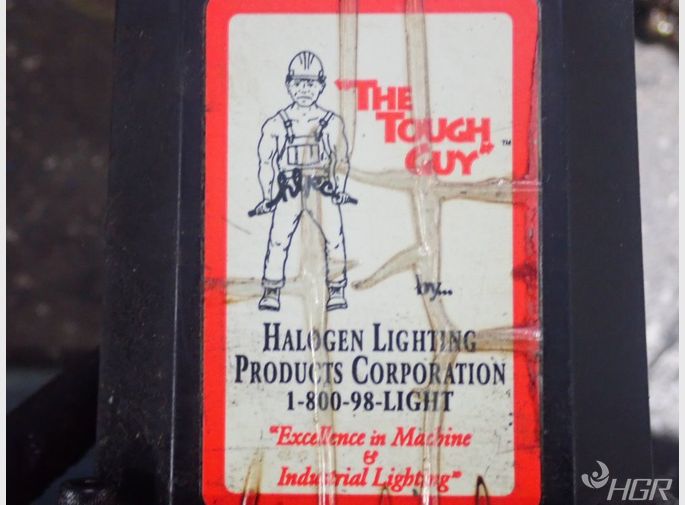 "THE
TOUGH
GUY" ™
hlpc
by...
HALOGEN LIGHTING
PRODUCTS CORPORATION
1-800-98-LIGHT
"Excellence in Machine
&
Industrial Lighting"
HGR